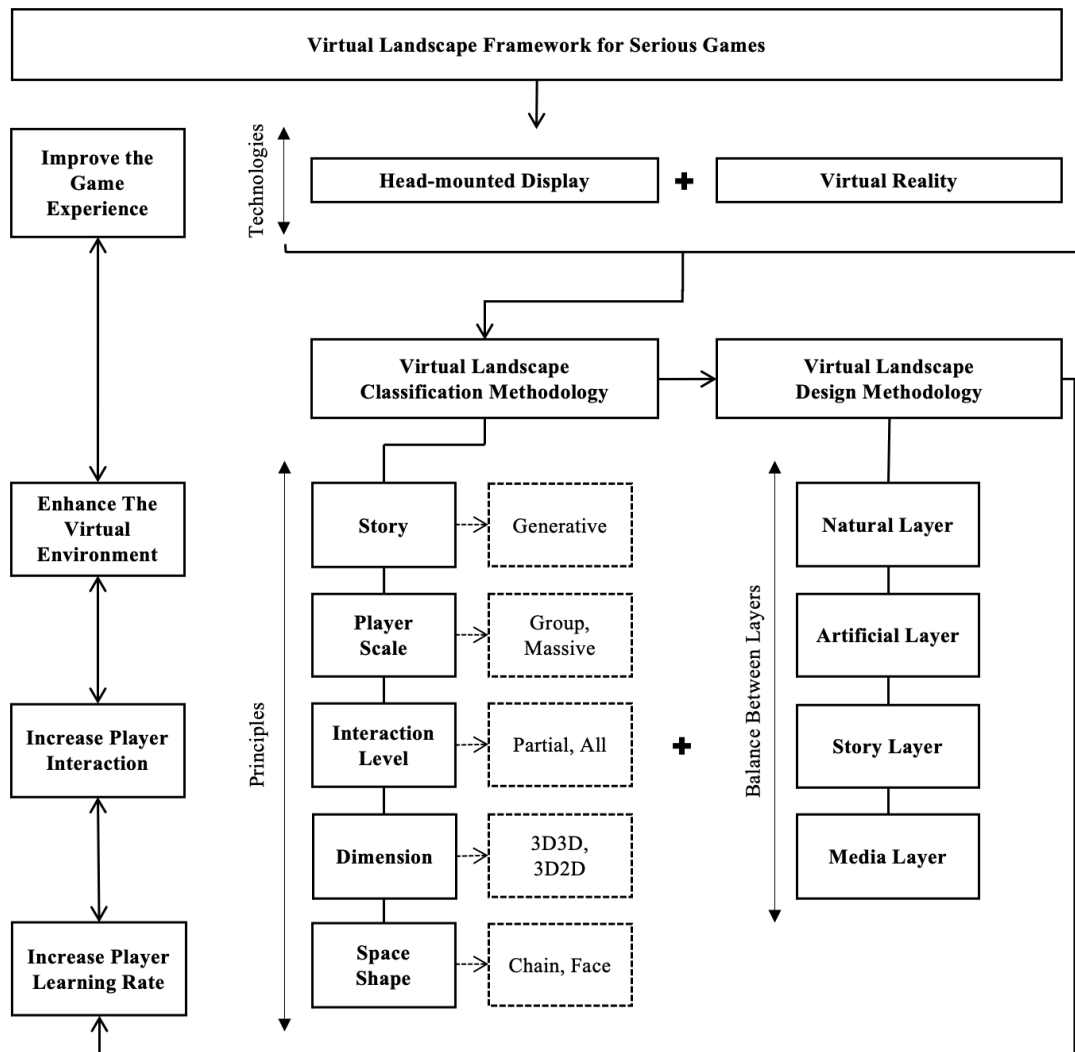 Virtual Landscape Framework for Serious Games
Improve the
Game
Experience
Technologies
Head-mounted Display
+
Virtual Reality
Virtual Landscape
Classification Methodology
Virtual Landscape
Design Methodology
Enhance The
Virtual
Environment
Increase Player
Interaction
Increase Player
Learning Rate
Principles
Story
Generative
Player
Scale
Group,
Massive
Interaction
Level
Partial, All
Dimension
3D3D,
3D2D
Space
Shape
Chain, Face
+
Balance Between Layers
Natural Layer
Artificial Layer
Story Layer
Media Layer